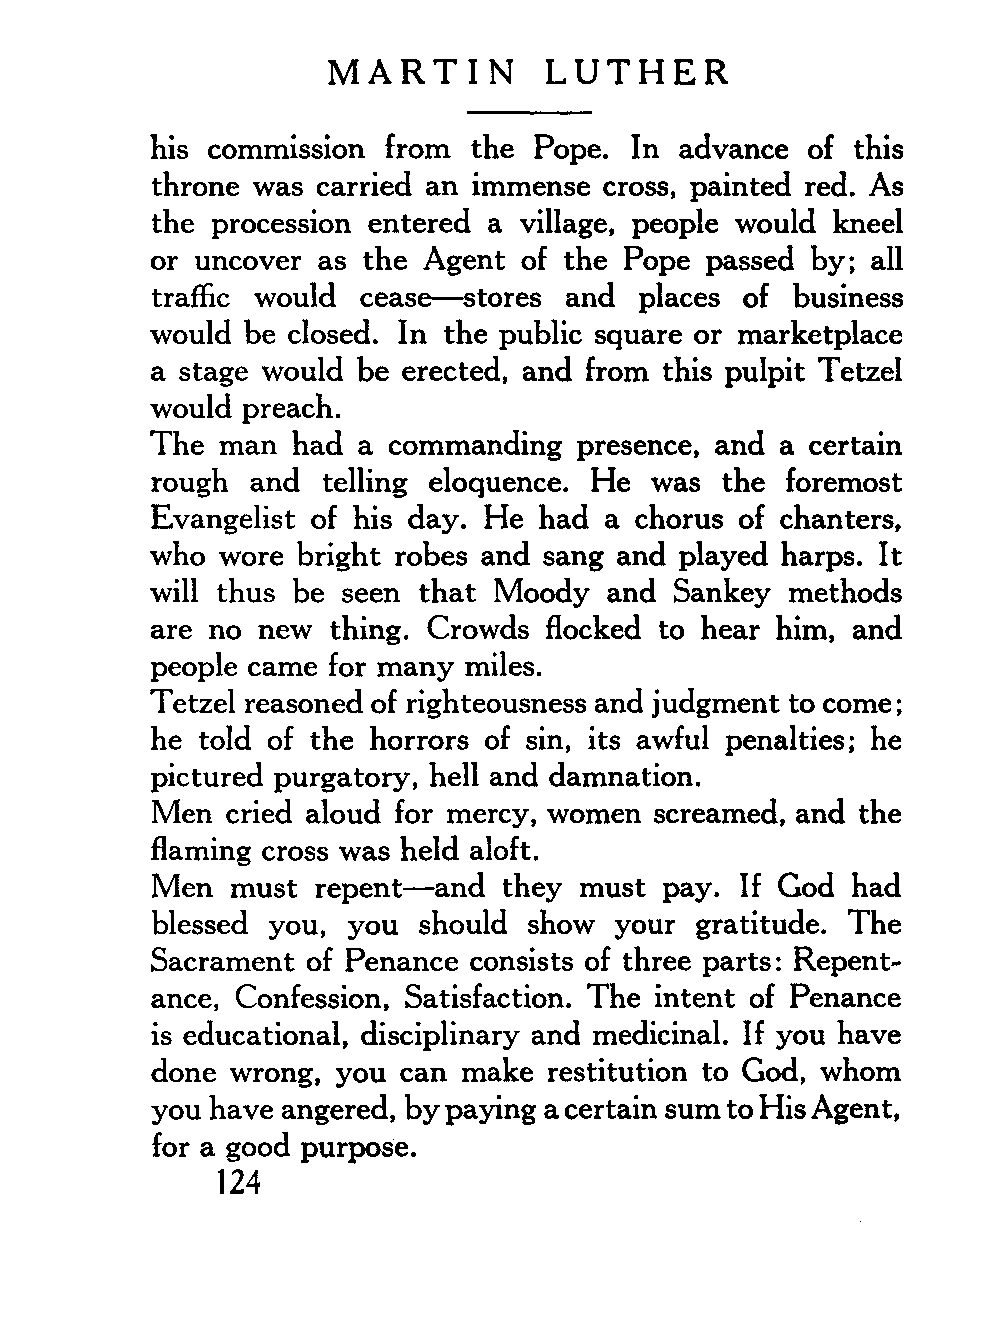 MARTIN LUTHER
his commission from the Pope. In advance of this
throne was carried an immense cross, painted red. As
the procession entered a village, people would kneel
or uncover as the Agent of the Pope passed by; all
traffic would cease—stores and places of business
would be closed. In the public square or marketplace
a stage would be erected, and from this pulpit Tetzel
would preach.
The man had a commanding presence, and a certain
rough and telling eloquence. He was the foremost
Evangelist of his day. He had a chorus of chanters,
who wore bright robes and sang and played harps. It
will thus be seen that Moody and Sankey methods
are no new thing. Crowds flocked to hear him, and
people came for many miles.
Tetzel reasoned of righteousness and judgment to come;
he told of the horrors of sin, its awful penalties; he
pictured purgatory, hell and damnation.
Men cried aloud for mercy, women screamed, and the
flaming cross was held aloft.
Men must repent—and they must pay. If God had
blessed you, you should show your gratitude. The
Sacrament of Penance consists of three parts: Repent-
ance, Confession, Satisfaction. The intent of Penance
is educational, disciplinary and medicinal. If you have
done wrong, you can make restitution to God, whom
you have angered, by paying a certain sum to His Agent,
for a good purpose.
124